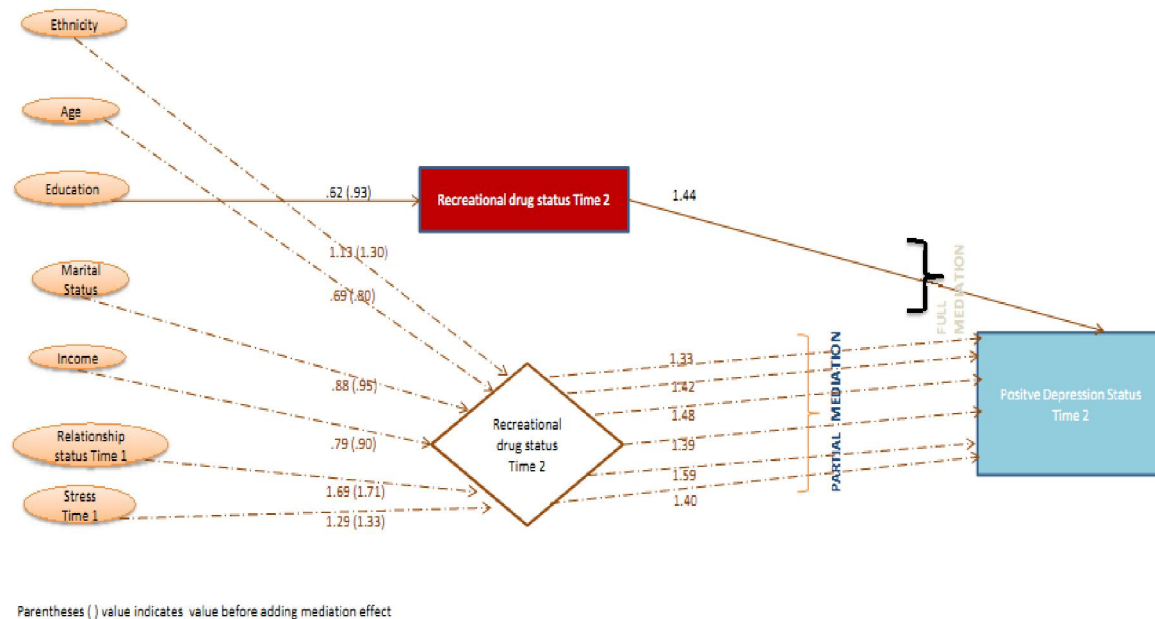 Ethnicity
Age
Education
.62 (.93)
Recreational drug status Time 2
1.44
1.13 (1.30)
Marital
Status
.69 (.80)
FULL
MEDIATION
Income
.88 (.95)
1.33
1.42
1.48
1.39
1.59
1.40
PARTIAL MEDIATION
Positve Depression Status
Time 2
Recreational
drug status
Time 2
Relationship
status Time 1
.79 (.90)
Stress
Time 1
1.69 (1.71)
1.29 (1.33)
Parentheses ( ) value indicates value before adding mediation effect